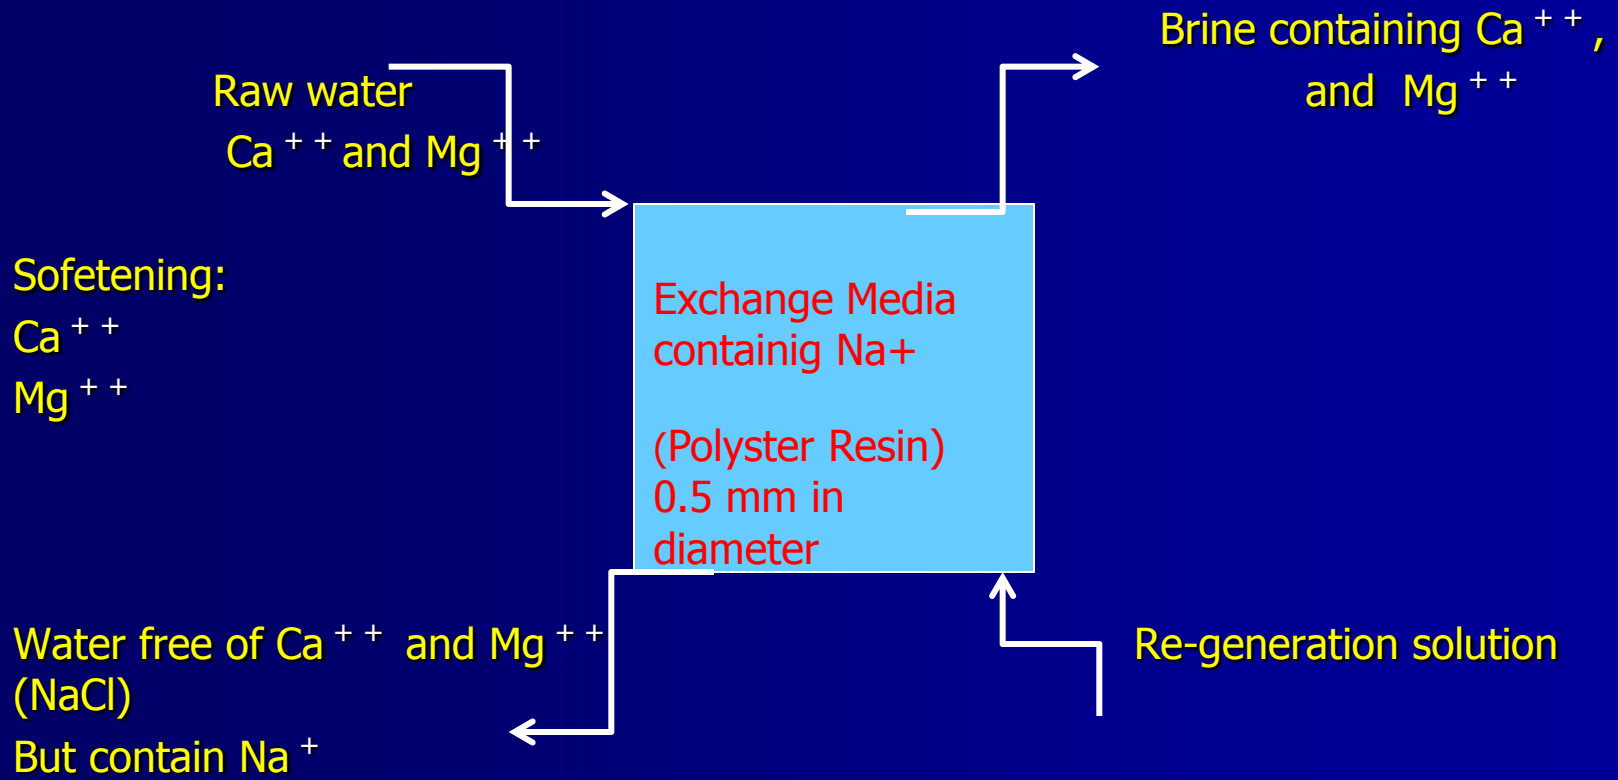 Raw water
Ca ++ and Mg ++
Brine containing Ca ++ ,
and Mg ++
Sofetening:
Ca ++
Mg ++
Exchange Media
containig Na+
(Polyster Resin)
0.5 mm in
diameter
Water free of Ca ++ and Mg ++
(NaCl)
But contain Na +
Re-generation solution